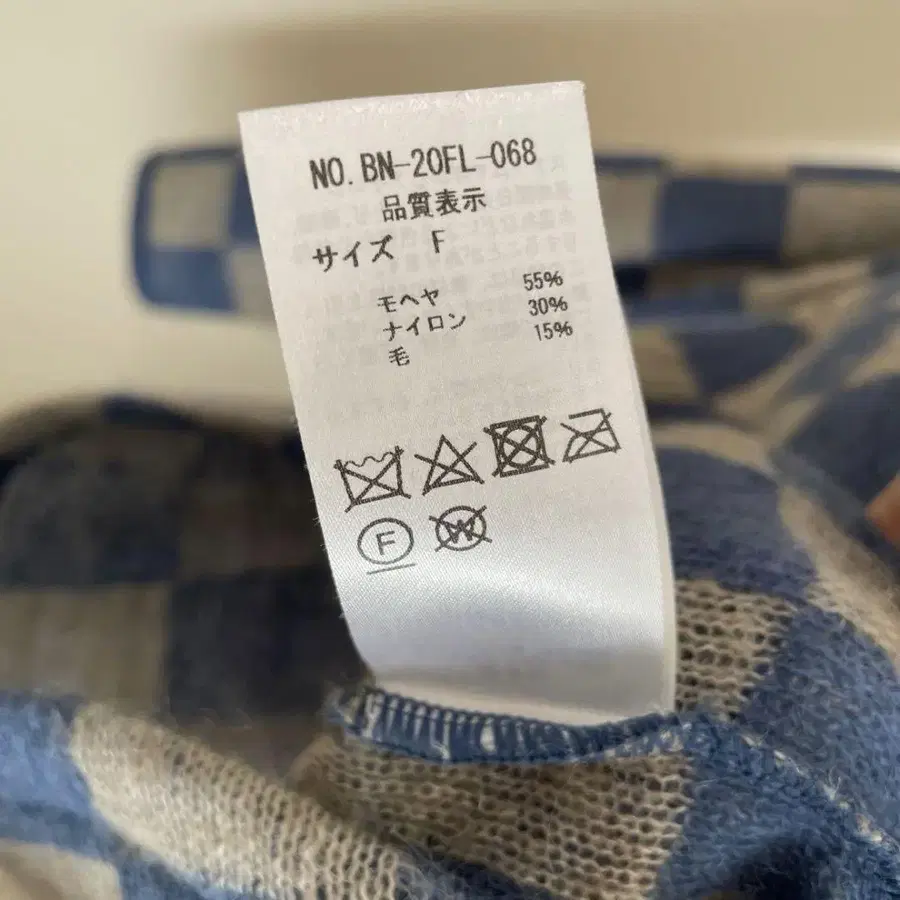 NO. BN-20FL-068
品質表示
サイズ F
モヘヤ 55%
ナイロン 30%
毛 15%
F W